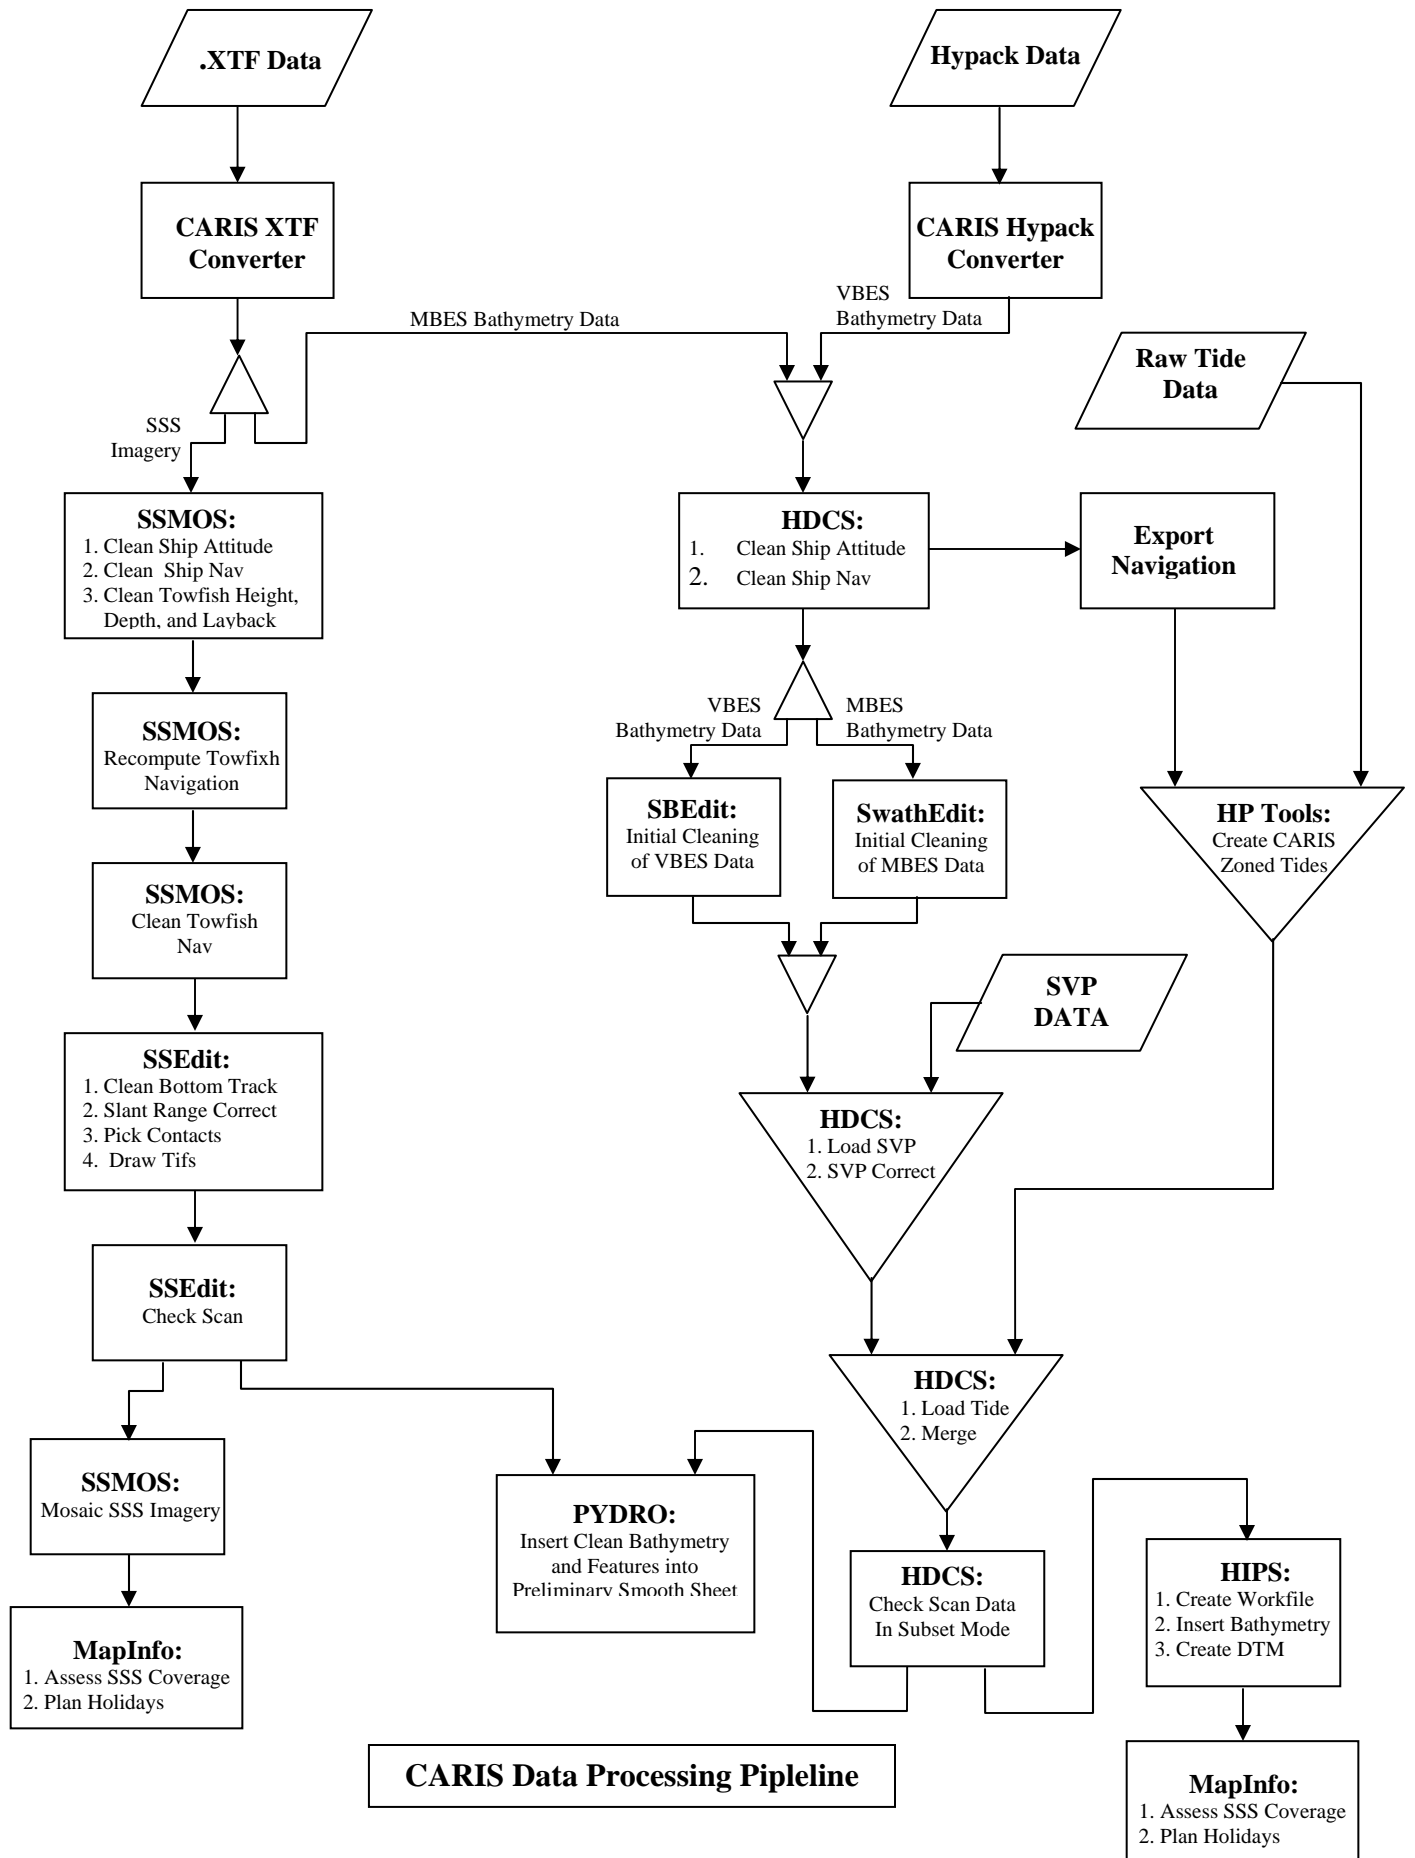 .XTF Data
Hypack Data
CARIS XTF
Converter
CARIS Hypack
Converter
MBES Bathymetry Data
VBES
Bathymetry Data
Raw Tide
Data
SSS
Imagery
SSMOS:
1. Clean Ship Attitude
2. Clean Ship Nav
3. Clean Towfish Height,
Depth, and Layback
HDCS:
1. Clean Ship Attitude
2. Clean Ship Nav
Export
Navigation
SSMOS:
Recompute Towfixh
Navigation
VBES
Bathymetry Data
MBES
Bathymetry Data
SBEdit:
Initial Cleaning
of VBES Data
SwathEdit:
Initial Cleaning
of MBES Data
HP Tools:
Create CARIS
Zoned Tides
SSMOS:
Clean Towfish
Nav
SVP
DATA
SSEdit:
1. Clean Bottom Track
2. Slant Range Correct
3. Pick Contacts
4. Draw Tifs
HDCS:
1. Load SVP
2. SVP Correct
SSEdit:
Check Scan
HDCS:
1. Load Tide
2. Merge
SSMOS:
Mosaic SSS Imagery
PYDRO:
Insert Clean Bathymetry
and Features into
Preliminary Smooth Sheet
HDCS:
Check Scan Data
In Subset Mode
HIPS:
1. Create Workfile
2. Insert Bathymetry
3. Create DTM
MapInfo:
1. Assess SSS Coverage
2. Plan Holidays
CARIS Data Processing Pipleline
MapInfo:
1. Assess SSS Coverage
2. Plan Holidays